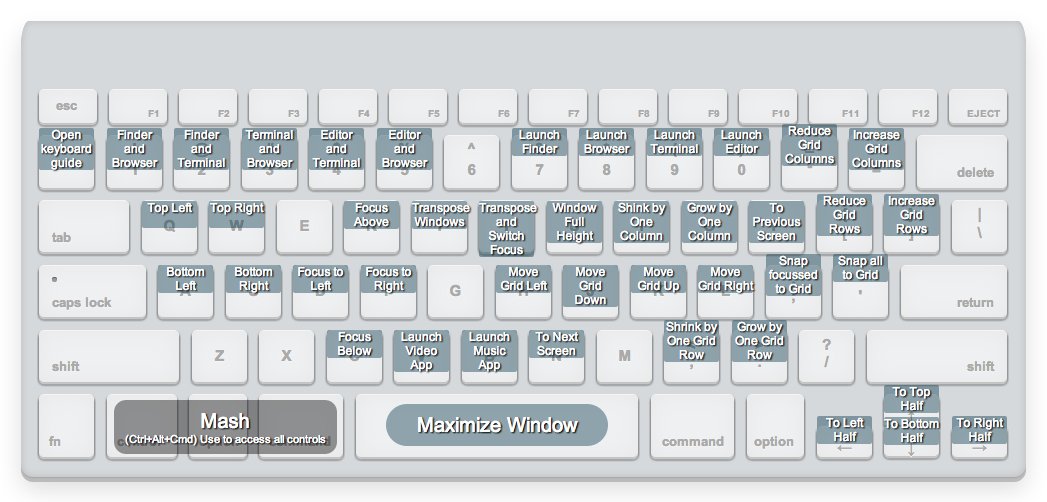 esc F1 F2 F3 F4 F5 F6 F7 F8 F9 F10 F11 F12 EJECT
Open keyboard guide
Finder and Browser 1
Finder and Terminal 2
Terminal and Browser 3
Editor and Terminal 4
Editor and Browser 5
^ 6
Launch Finder 7
Launch Browser 8
Launch Terminal 9
Launch Editor 0
Reduce Grid Columns -
Increase Grid Columns =
delete
tab
Top Left Q
Top Right W
E
Focus Above
Transpose Windows
Transpose and Switch Focus
Window Full Height
Shink by One Column
Grow by One Column
To Previous Screen
Reduce Grid Rows [
Increase Grid Rows ]
| \
caps lock
Bottom Left A
Bottom Right
Focus to Left
Focus to Right
G
Move Grid Left
Move Grid Down
Move Grid Up
Move Grid Right
Snap focussed to Grid
Snap all to Grid '
return
shift
Z
X
Focus Below
Launch Video App
Launch Music App
To Next Screen
M
Shrink by One Grid Row ,
Grow by One Grid Row .
? /
shift
fn
Mash
(Ctrl+Alt+Cmd) Use to access all controls
Maximize Window
command
option
To Left Half ←
To Top Half
To Bottom Half ↓
To Right Half →